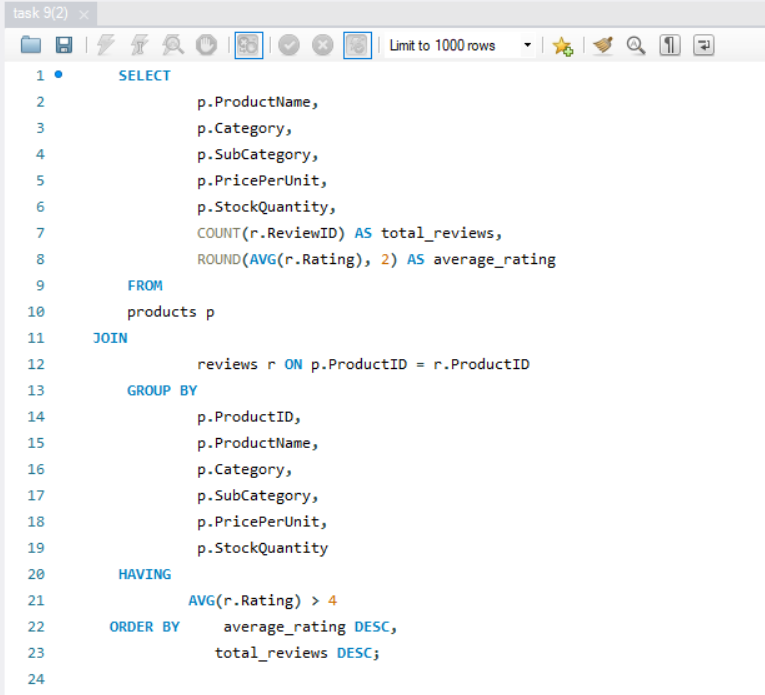 task 9(2)
Limit to 1000 rows
1 SELECT
2 p.ProductName,
3 p.Category,
4 p.SubCategory,
5 p.PricePerUnit,
6 p.StockQuantity,
7 COUNT(r.ReviewID) AS total_reviews,
8 ROUND(AVG(r.Rating), 2) AS average_rating
9 FROM
10 products p
11 JOIN
12 reviews r ON p.ProductID = r.ProductID
13 GROUP BY
14 p.ProductID,
15 p.ProductName,
16 p.Category,
17 p.SubCategory,
18 p.PricePerUnit,
19 p.StockQuantity
20 HAVING
21 AVG(r.Rating) > 4
22 ORDER BY average_rating DESC,
23 total_reviews DESC;
24